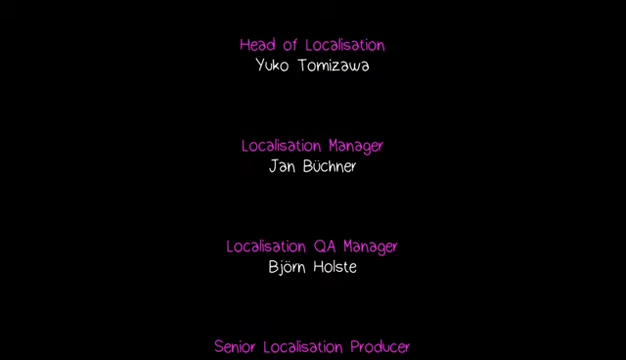 Head of Localisation
Yuko Tomizawa
Localisation Manager
Jan Büchner
Localisation QA Manager
Björn Holste
Senior Localisation Producer